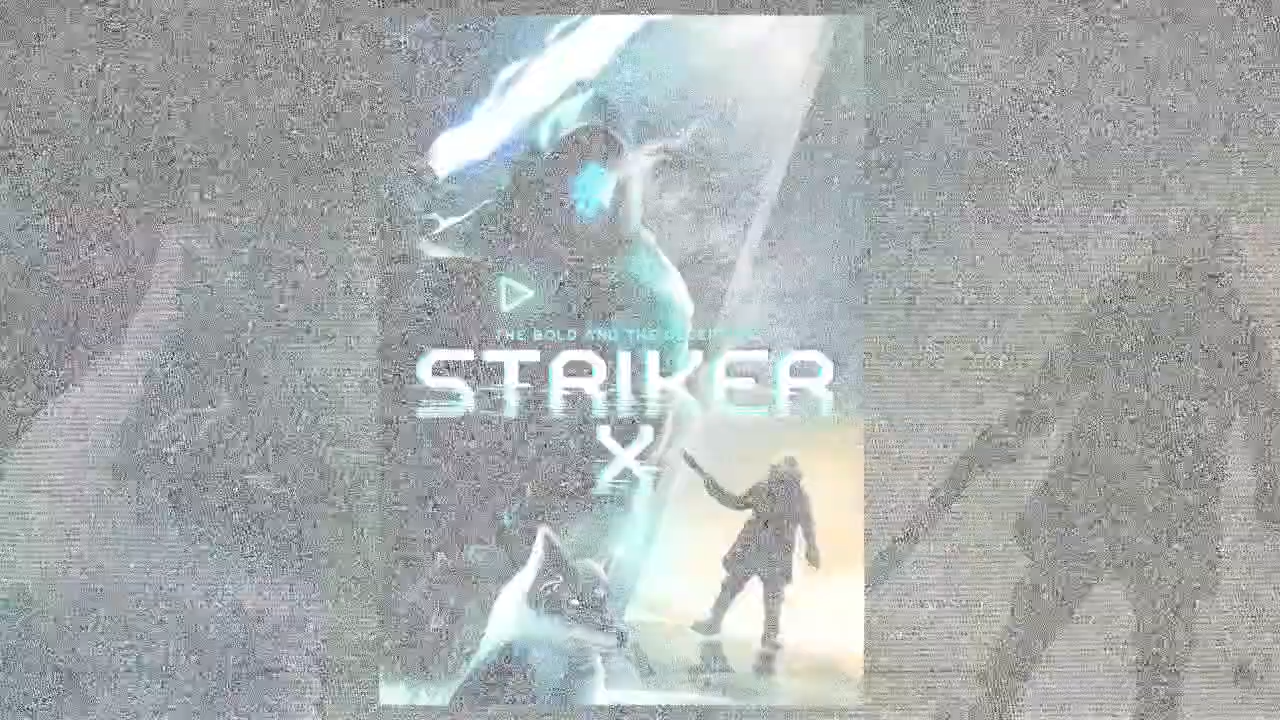 THE BOLD AND THE
STRIKER
X